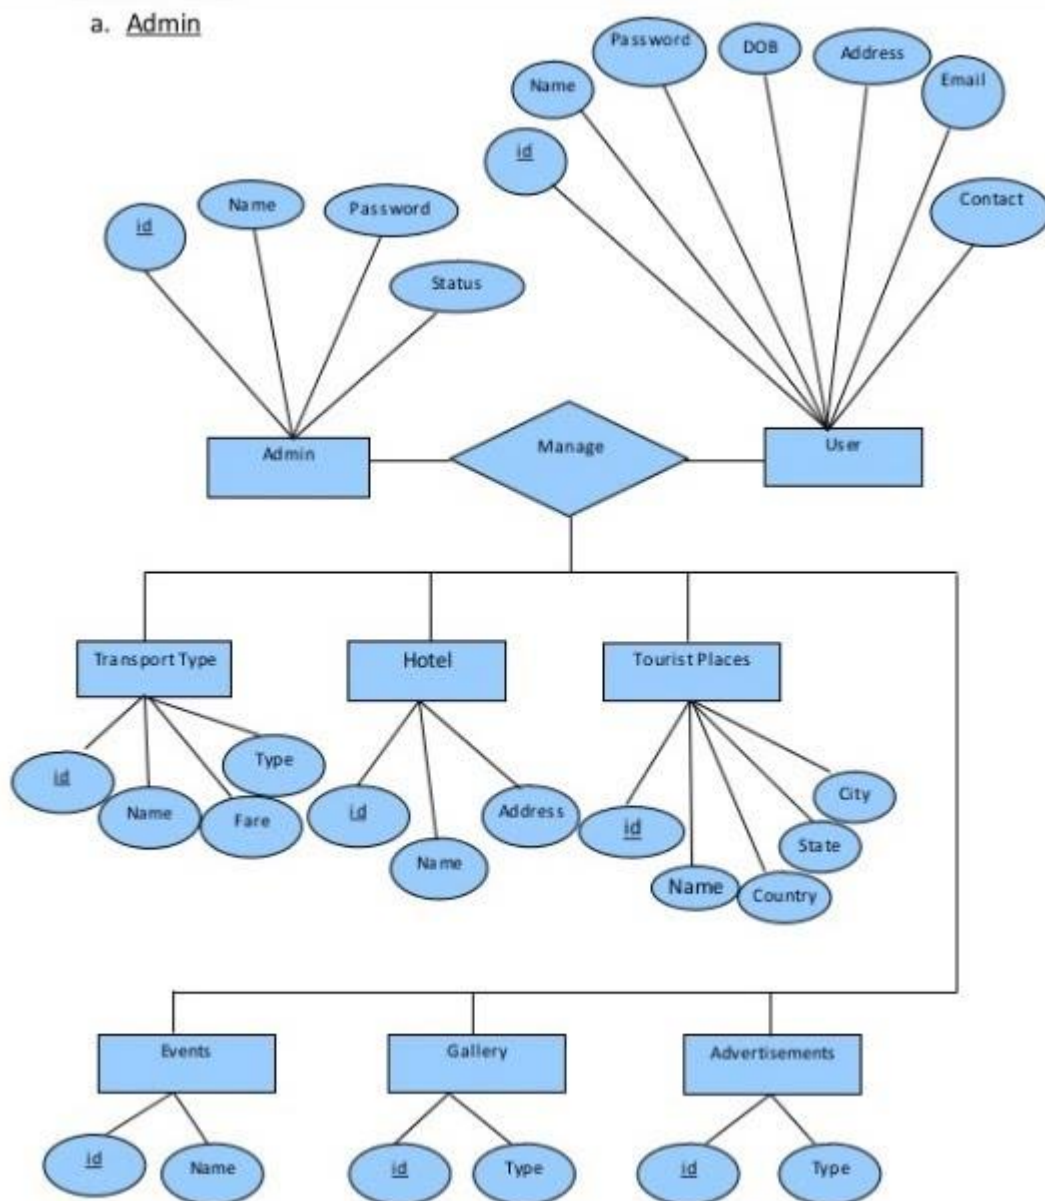 a. Admin
Password
DOB
Address
Email
Name
id
Contact
id
Name
Password
Status
Admin
Manage
User
Transport Type
Hotel
Tourist Places
id
Name
Fare
Type
id
Name
Address
id
Name
Country
State
City
Events
Gallery
Advertisements
id
Name
id
Type
id
Type